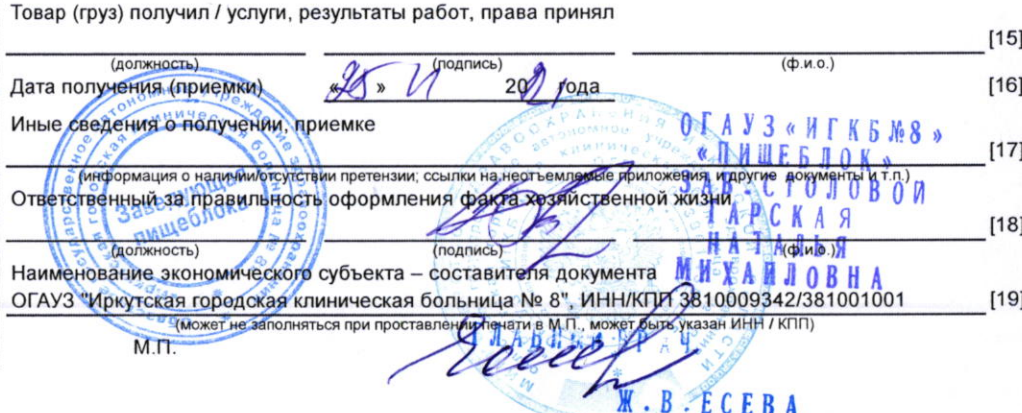 Товар (груз) получил / услуги, результаты работ, права принял
[15]
(должность) (подпись) (ф.и.о.)
Дата получения (приемки) «25» 11 2021 года [16]
Иные сведения о получении, приемке
[17]
(информация о наличии/отсутствии претензии; ссылки на неотъемлемые приложения, и другие документы и т.п.)
Ответственный за правильность оформления факта хозяйственной жизни
[18]
(должность) (подпись) (ф.и.о.)
Наименование экономического субъекта – составителя документа
ОГАУЗ "Иркутская городская клиническая больница № 8", ИНН/КПП 3810009342/381001001 [19]
(может не заполняться при проставлении печати в М.П., может быть указан ИНН / КПП)
М.П.
ОГАУЗ «ИГКБ№8»
«ПИЩЕБЛОК»
ЗАВ. СТОЛОВОЙ
ТАРСКАЯ
НАТАЛЬЯ
МИХАЙЛОВНА
ГЛАВНЫЙ ВРАЧ
Ж.В.ЕСЕВА
Заведующая
пищеблока